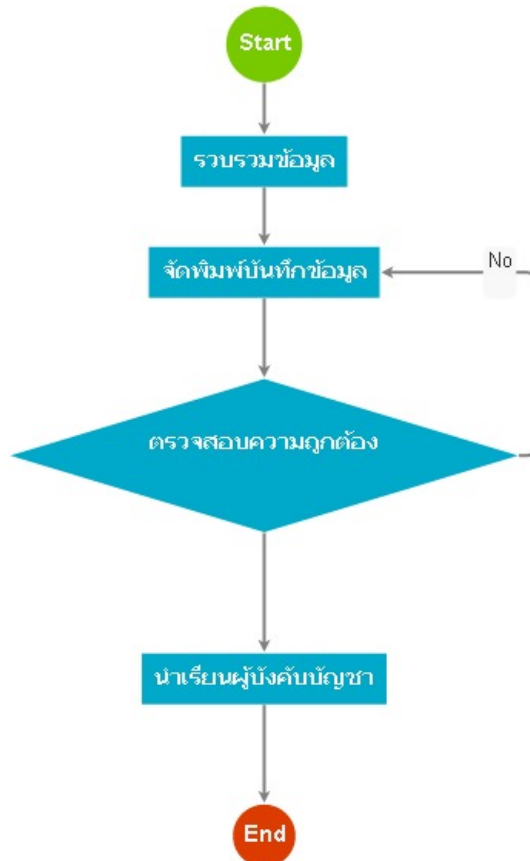 Start
รวบรวมข้อมูล
จัดพิมพ์บันทึกข้อมูล
No
ตรวจสอบความถูกต้อง
นำเรียนผู้บังคับบัญชา
End